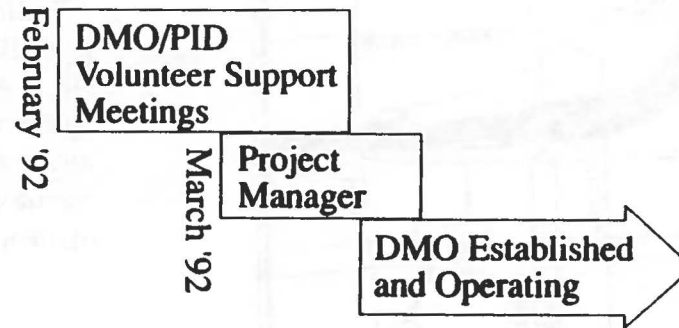 February '92
DMO/PID
Volunteer Support
Meetings
March '92
Project
Manager
DMO Established
and Operating